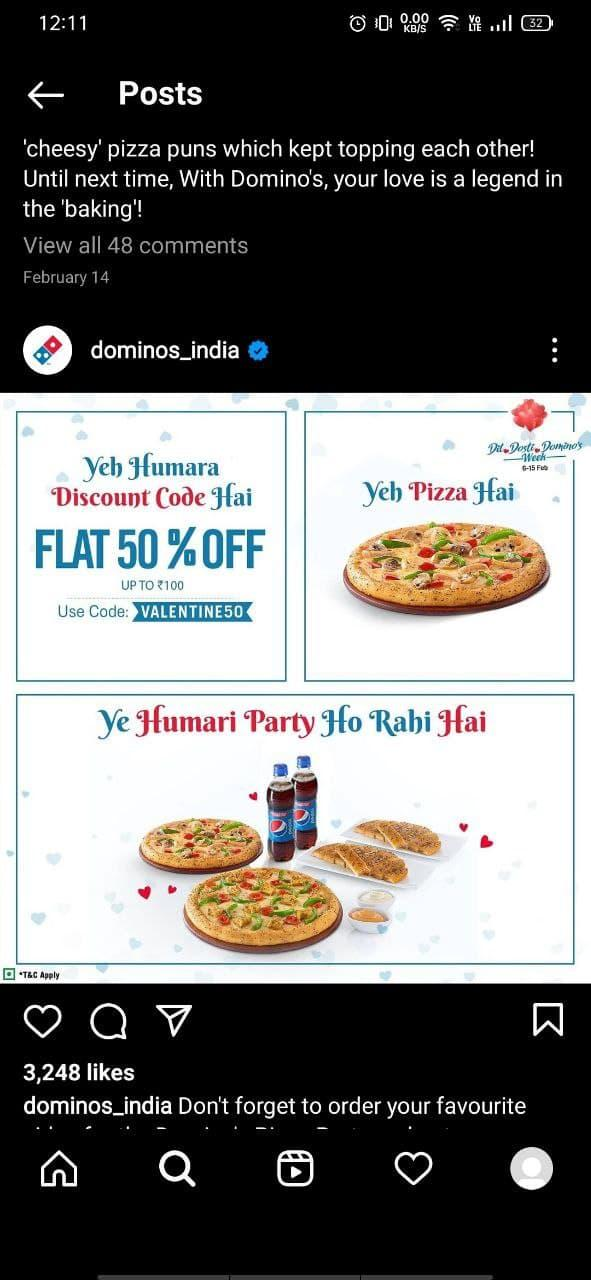 12:11
0.00
KB/S
Vo
LTE
32
Posts
'cheesy' pizza puns which kept topping each other!
Until next time, With Domino's, your love is a legend in
the 'baking'!
View all 48 comments
February 14
dominos_india
Dil Dosti Domino's
Week
6-15 Feb
Yeh Humara
Discount Code Hai
FLAT 50 % OFF
UP TO ₹100
Use Code: VALENTINE50
Yeh Pizza Hai
Ye Humari Party Ho Rahi Hai
pepsi
*T&C Apply
3,248 likes
dominos_india Don't forget to order your favourite